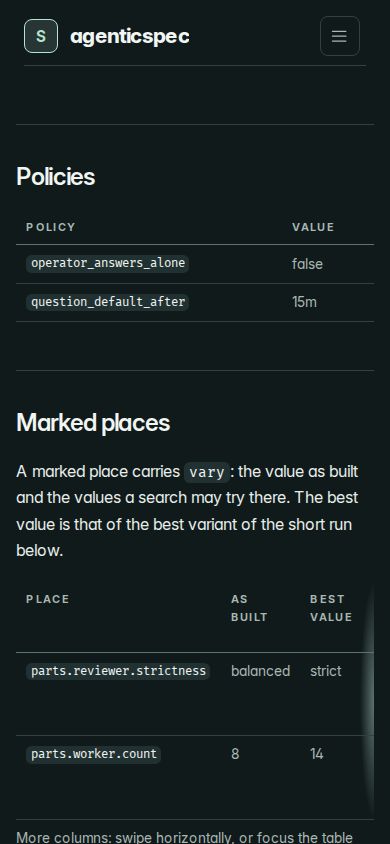 S agenticspec
Policies
POLICY VALUE
operator_answers_alone false
question_default_after 15m
Marked places
A marked place carries vary: the value as built
and the values a search may try there. The best
value is that of the best variant of the short run
below.
PLACE AS BUILT BEST VALUE
parts.reviewer.strictness balanced strict
parts.worker.count 8 14
More columns: swipe horizontally, or focus the table